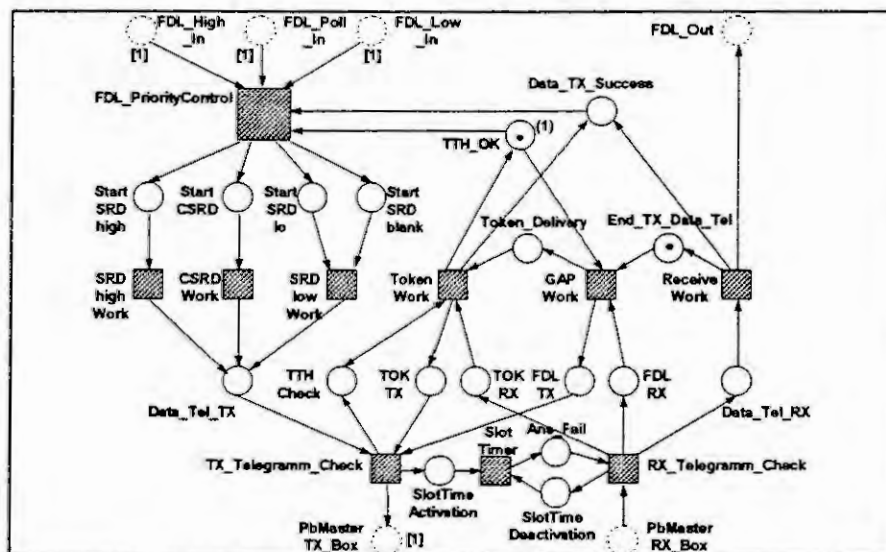 FDL_High _In
FDL_Poll _In
FDL_Low _In
FDL_Out
[1]
[1]
[1]
FDL_PriorityControl
Data_TX_Success
(1)
TTH_OK
Start SRD high
Start CSRD
Start SRD lo
Start SRD blank
Token_Delivery
End_TX_Data_Tel
SRD high Work
CSRD Work
SRD low Work
Token Work
GAP Work
Receive Work
Data_Tel_TX
TTH Check
TOK TX
TOK RX
FDL TX
FDL RX
Data_Tel_RX
TX_Telegramm_Check
Slot Timer
Ans_Fail
RX_Telegramm_Check
SlotTime Activation
SlotTime Deactivation
PbMaster TX_Box
[1]
PbMaster RX_Box